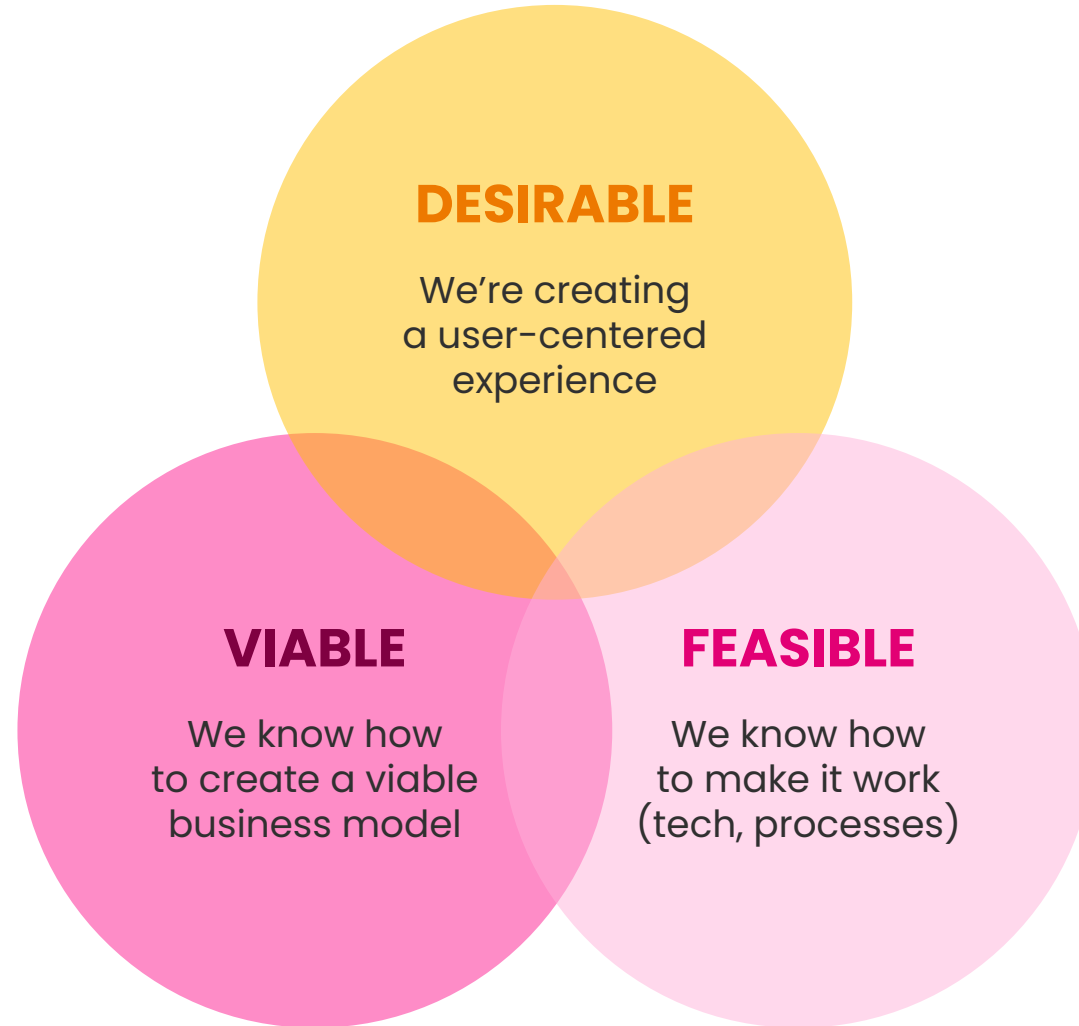 DESIRABLE
We’re creating
a user-centered
experience
VIABLE
We know how
to create a viable
business model
FEASIBLE
We know how
to make it work
(tech, processes)